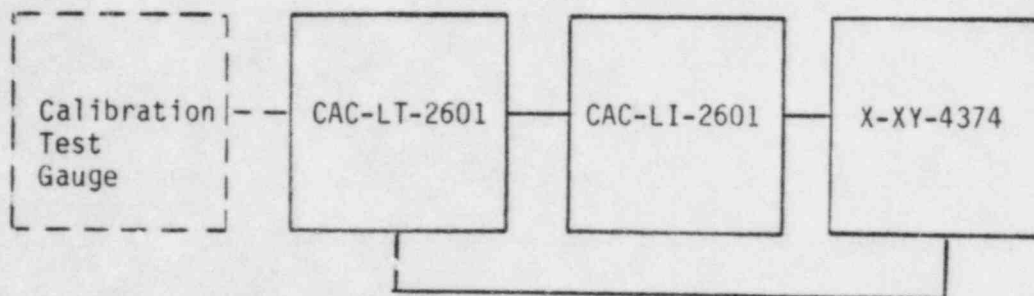 Calibration
Test
Gauge
CAC-LT-2601
CAC-LI-2601
X-XY-4374